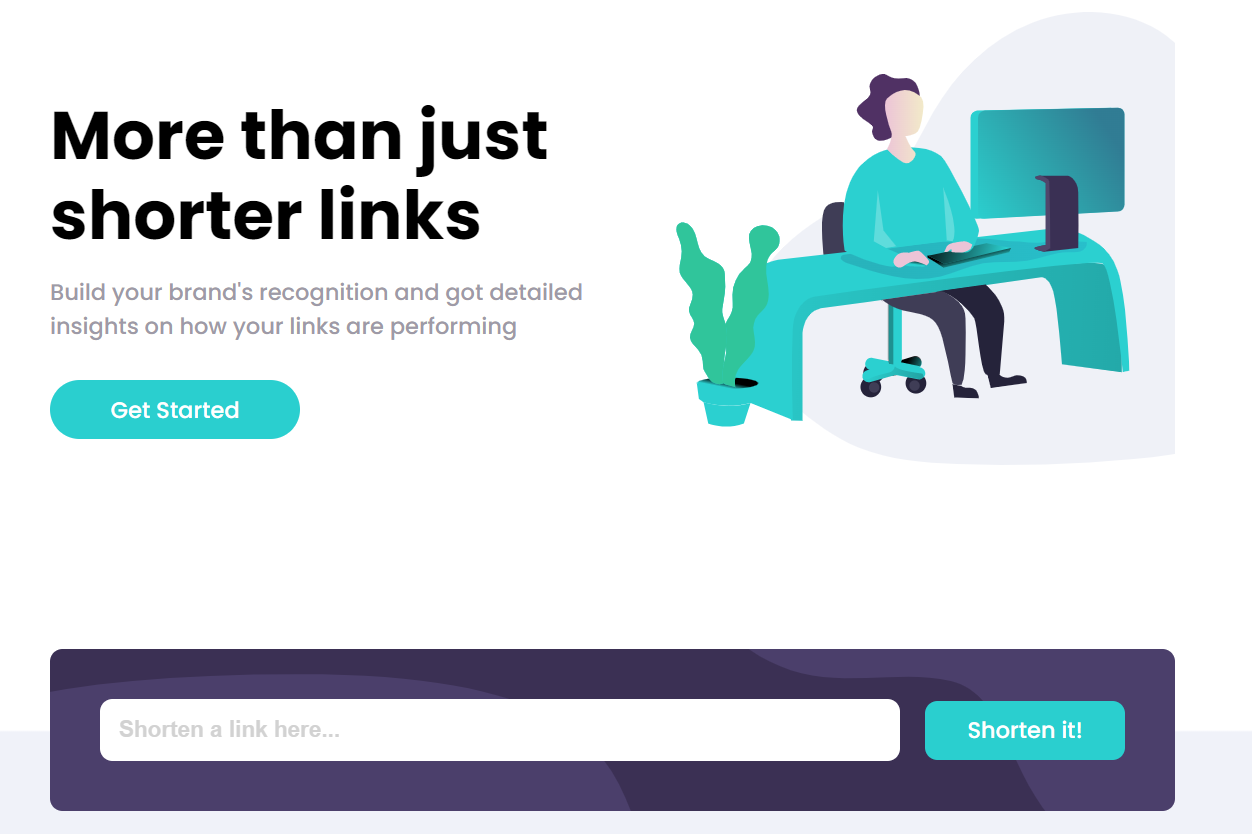 More than just
shorter links
Build your brand's recognition and got detailed
insights on how your links are performing
Get Started
Shorten a link here...
Shorten it!